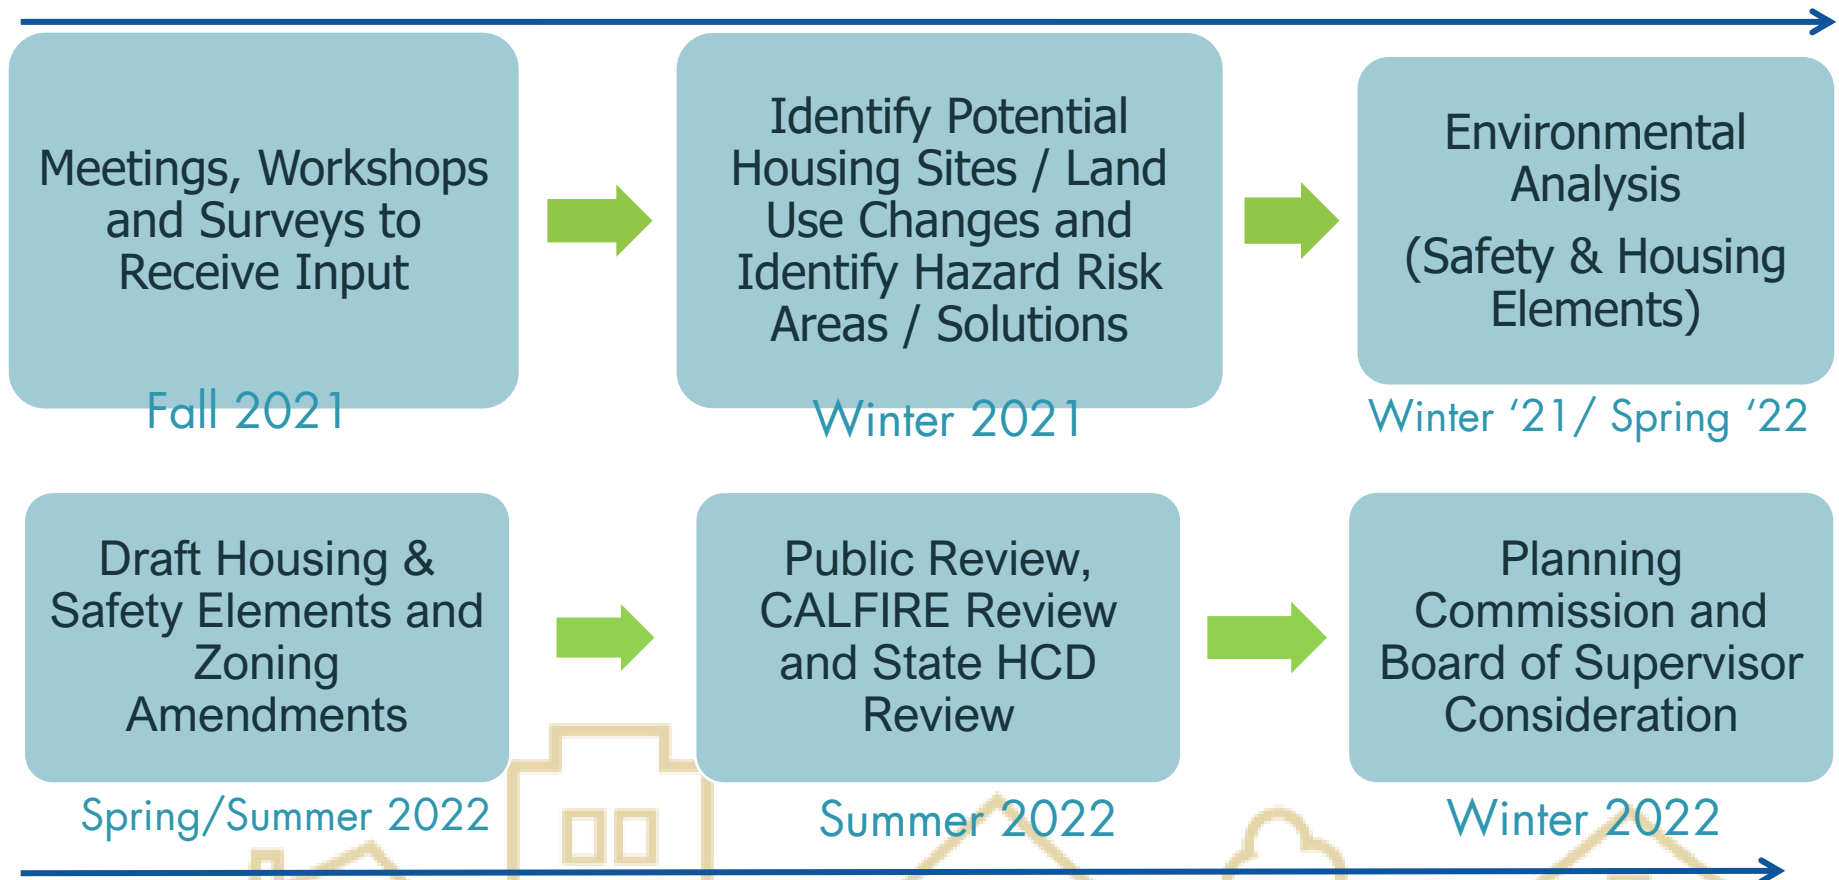 Meetings, Workshops
and Surveys to
Receive Input
Fall 2021
Identify Potential
Housing Sites / Land
Use Changes and
Identify Hazard Risk
Areas / Solutions
Winter 2021
Environmental
Analysis
(Safety & Housing
Elements)
Winter ‘21/ Spring ‘22
Draft Housing &
Safety Elements and
Zoning
Amendments
Spring/Summer 2022
Public Review,
CALFIRE Review
and State HCD
Review
Summer 2022
Planning
Commission and
Board of Supervisor
Consideration
Winter 2022